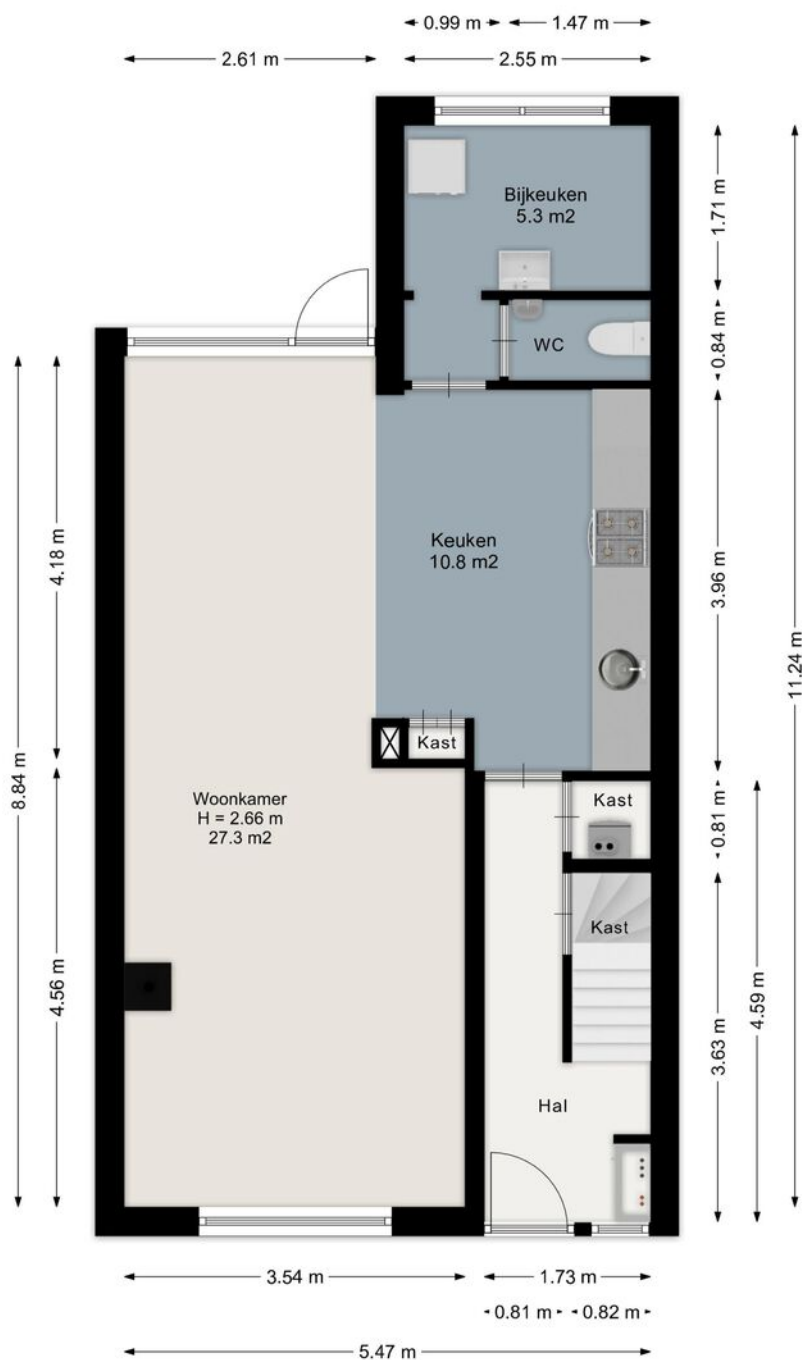 0.99 m
1.47 m
2.61 m
2.55 m
Bijkeuken
5.3 m2
1.71 m
WC
0.84 m
Keuken
10.8 m2
4.18 m
3.96 m
11.24 m
8.84 m
Kast
Woonkamer
H = 2.66 m
27.3 m2
Kast
0.81 m
Kast
4.56 m
4.59 m
3.63 m
Hal
3.54 m
1.73 m
0.81 m
0.82 m
5.47 m